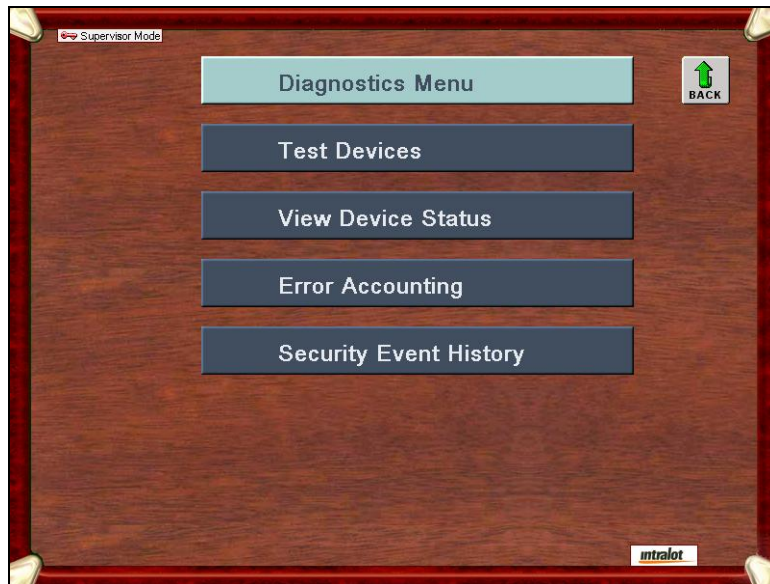 Supervisor Mode
Diagnostics Menu
BACK
Test Devices
View Device Status
Error Accounting
Security Event History
intralot